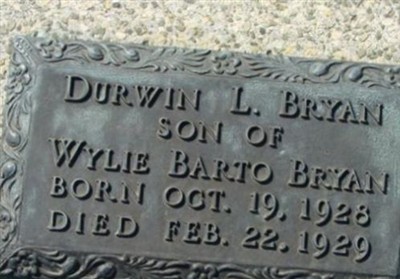 DURWIN L. BRYAN
SON OF
WYLIE BARTO BRYAN
BORN OCT. 19, 1928
DIED FEB. 22, 1929